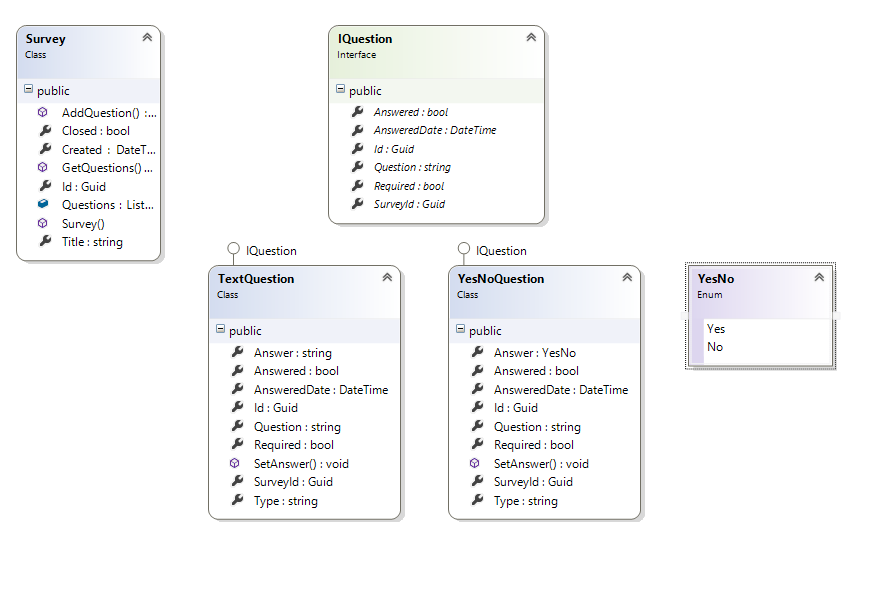 Survey
Class
public
AddQuestion() :...
Closed : bool
Created : DateT...
GetQuestions() ...
Id : Guid
Questions : List...
Survey()
Title : string
IQuestion
Interface
public
Answered : bool
AnsweredDate : DateTime
Id : Guid
Question : string
Required : bool
SurveyId : Guid
IQuestion
TextQuestion
Class
public
Answer : string
Answered : bool
AnsweredDate : DateTime
Id : Guid
Question : string
Required : bool
SetAnswer() : void
SurveyId : Guid
Type : string
IQuestion
YesNoQuestion
Class
public
Answer : YesNo
Answered : bool
AnsweredDate : DateTime
Id : Guid
Question : string
Required : bool
SetAnswer() : void
SurveyId : Guid
Type : string
YesNo
Enum
Yes
No